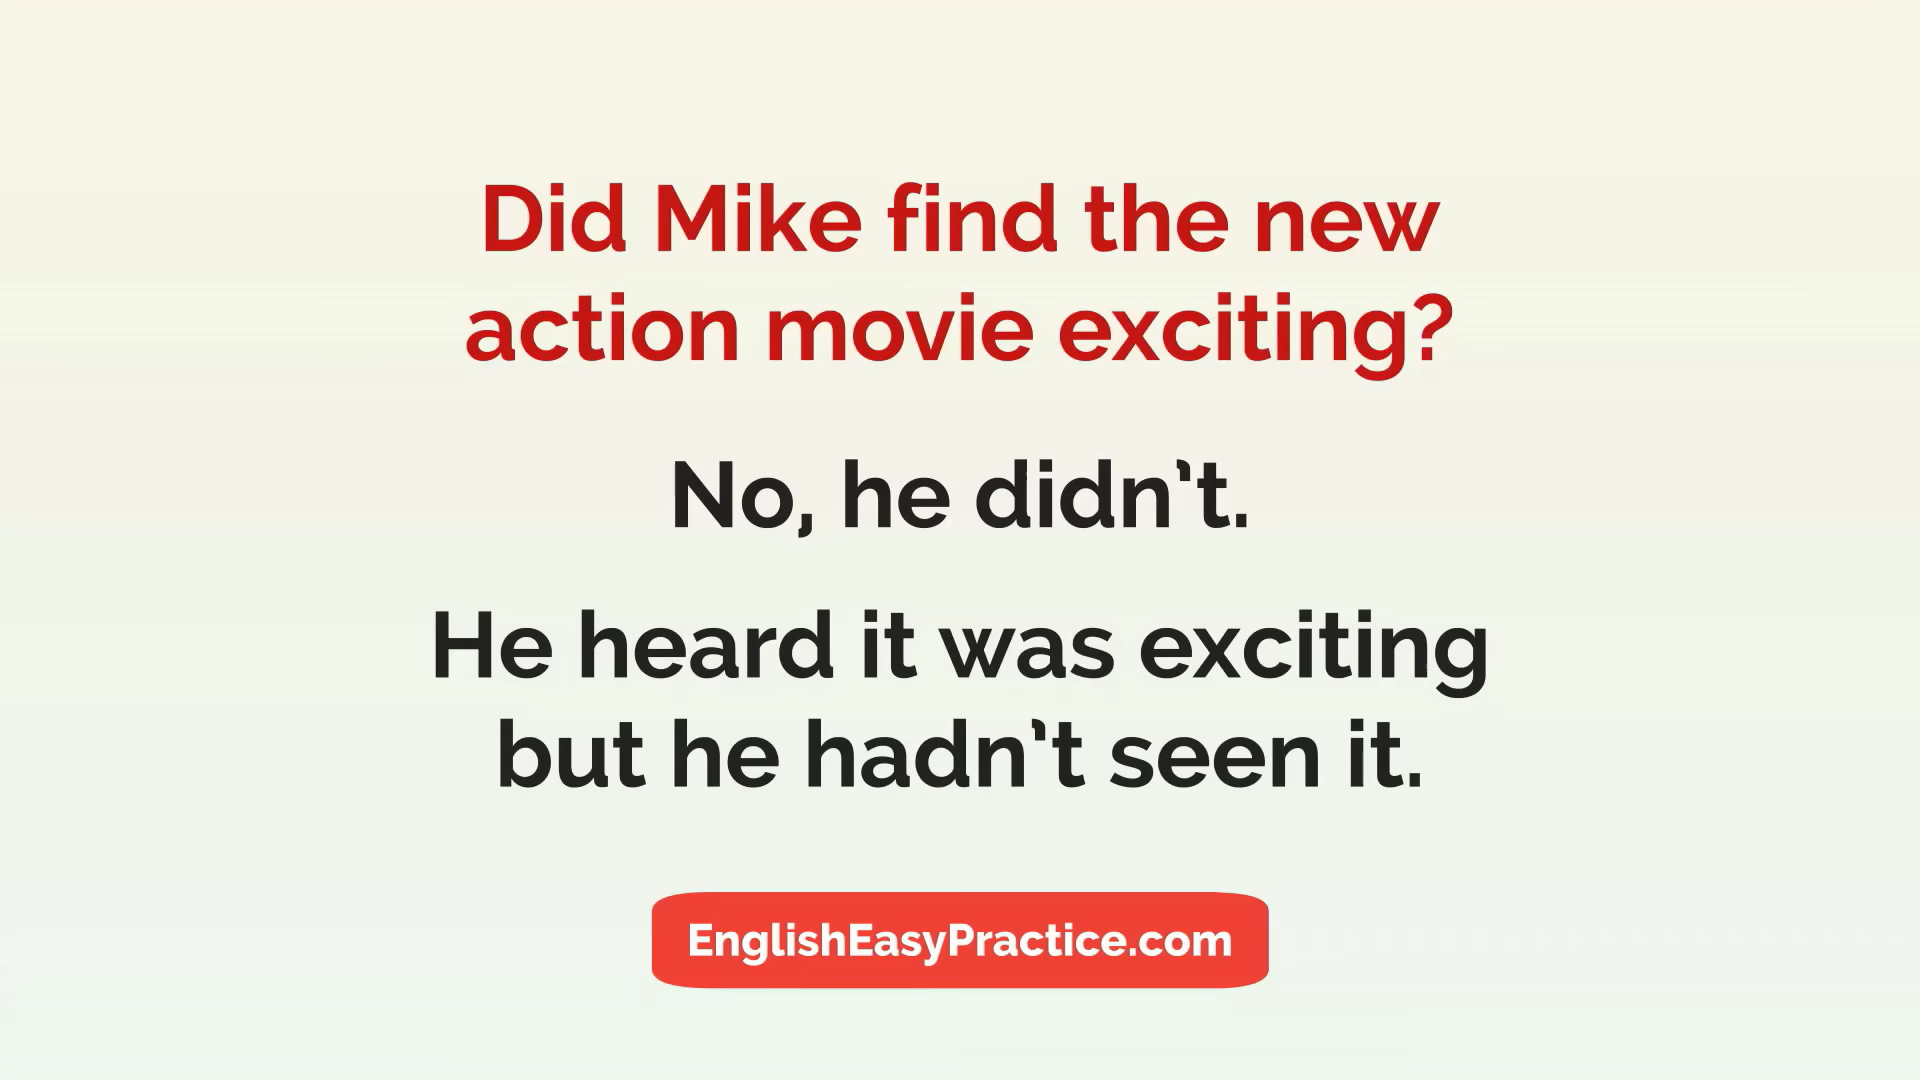 Did Mike find the new
action movie exciting?
No, he didn’t.
He heard it was exciting
but he hadn’t seen it.
EnglishEasyPractice.com